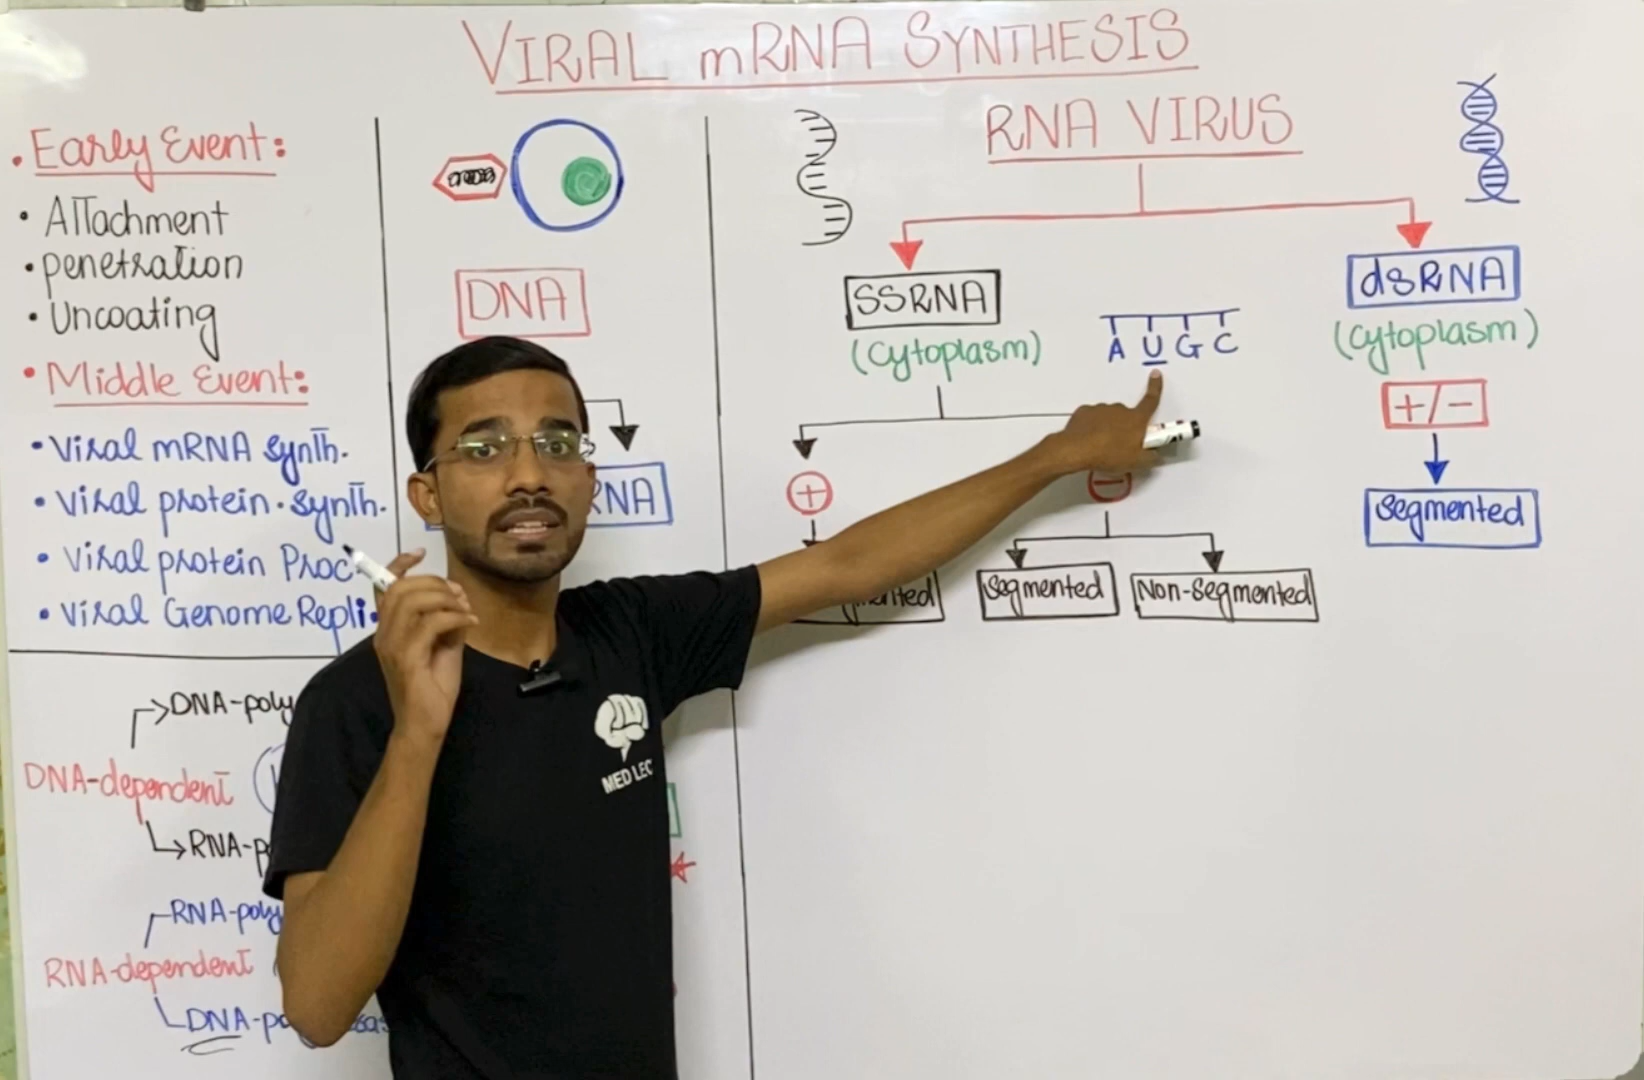 VIRAL mRNA SYNTHESIS
• Early Event:
• Attachment
• penetration
• Uncoating
• Middle Event:
• Viral mRNA synth.
• Viral protein synth.
• Viral protein Proc
• Viral Genome Repli
DNA-poly
DNA-dependent
RNA-p
RNA-poly
RNA-dependent
DNA-po
DNA
RNA
RNA VIRUS
SSRNA
(Cytoplasm)
A U G C
dsRNA
(Cytoplasm)
+/-
Segmented
+
−
Segmented
Non-Segmented
MED LEC